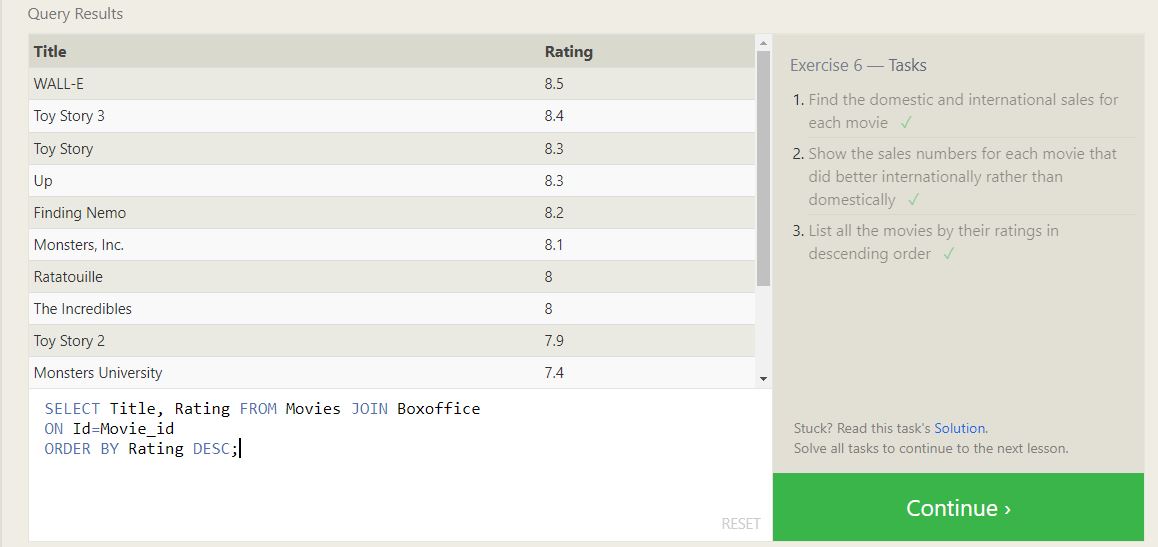 Query Results
Title Rating
WALL-E 8.5
Toy Story 3 8.4
Toy Story 8.3
Up 8.3
Finding Nemo 8.2
Monsters, Inc. 8.1
Ratatouille 8
The Incredibles 8
Toy Story 2 7.9
Monsters University 7.4
SELECT Title, Rating FROM Movies JOIN Boxoffice
ON Id=Movie_id
ORDER BY Rating DESC;
RESET
Exercise 6 — Tasks
1. Find the domestic and international sales for
each movie ✓
2. Show the sales numbers for each movie that
did better internationally rather than
domestically ✓
3. List all the movies by their ratings in
descending order ✓
Stuck? Read this task's Solution.
Solve all tasks to continue to the next lesson.
Continue ›